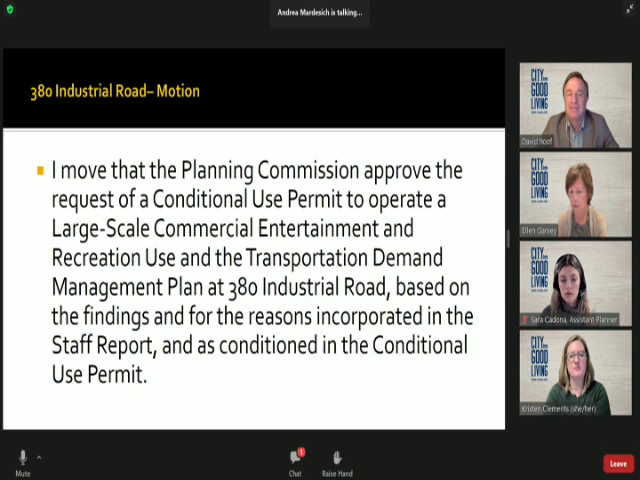 Andrea Mardesich is talking...
380 Industrial Road– Motion
I move that the Planning Commission approve the
request of a Conditional Use Permit to operate a
Large-Scale Commercial Entertainment and
Recreation Use and the Transportation Demand
Management Plan at 380 Industrial Road, based on
the findings and for the reasons incorporated in the
Staff Report, and as conditioned in the Conditional
Use Permit.
CITY
GOOD
LIVING
David Roof
CITY
GOOD
LIVING
Ellen Garvey
CITY
GOOD
LIVING
Sara Cadona, Assistant Planner
CITY
GOOD
LIVING
Kristen Clements (she/her)
Mute
1
Chat
Raise Hand
Leave